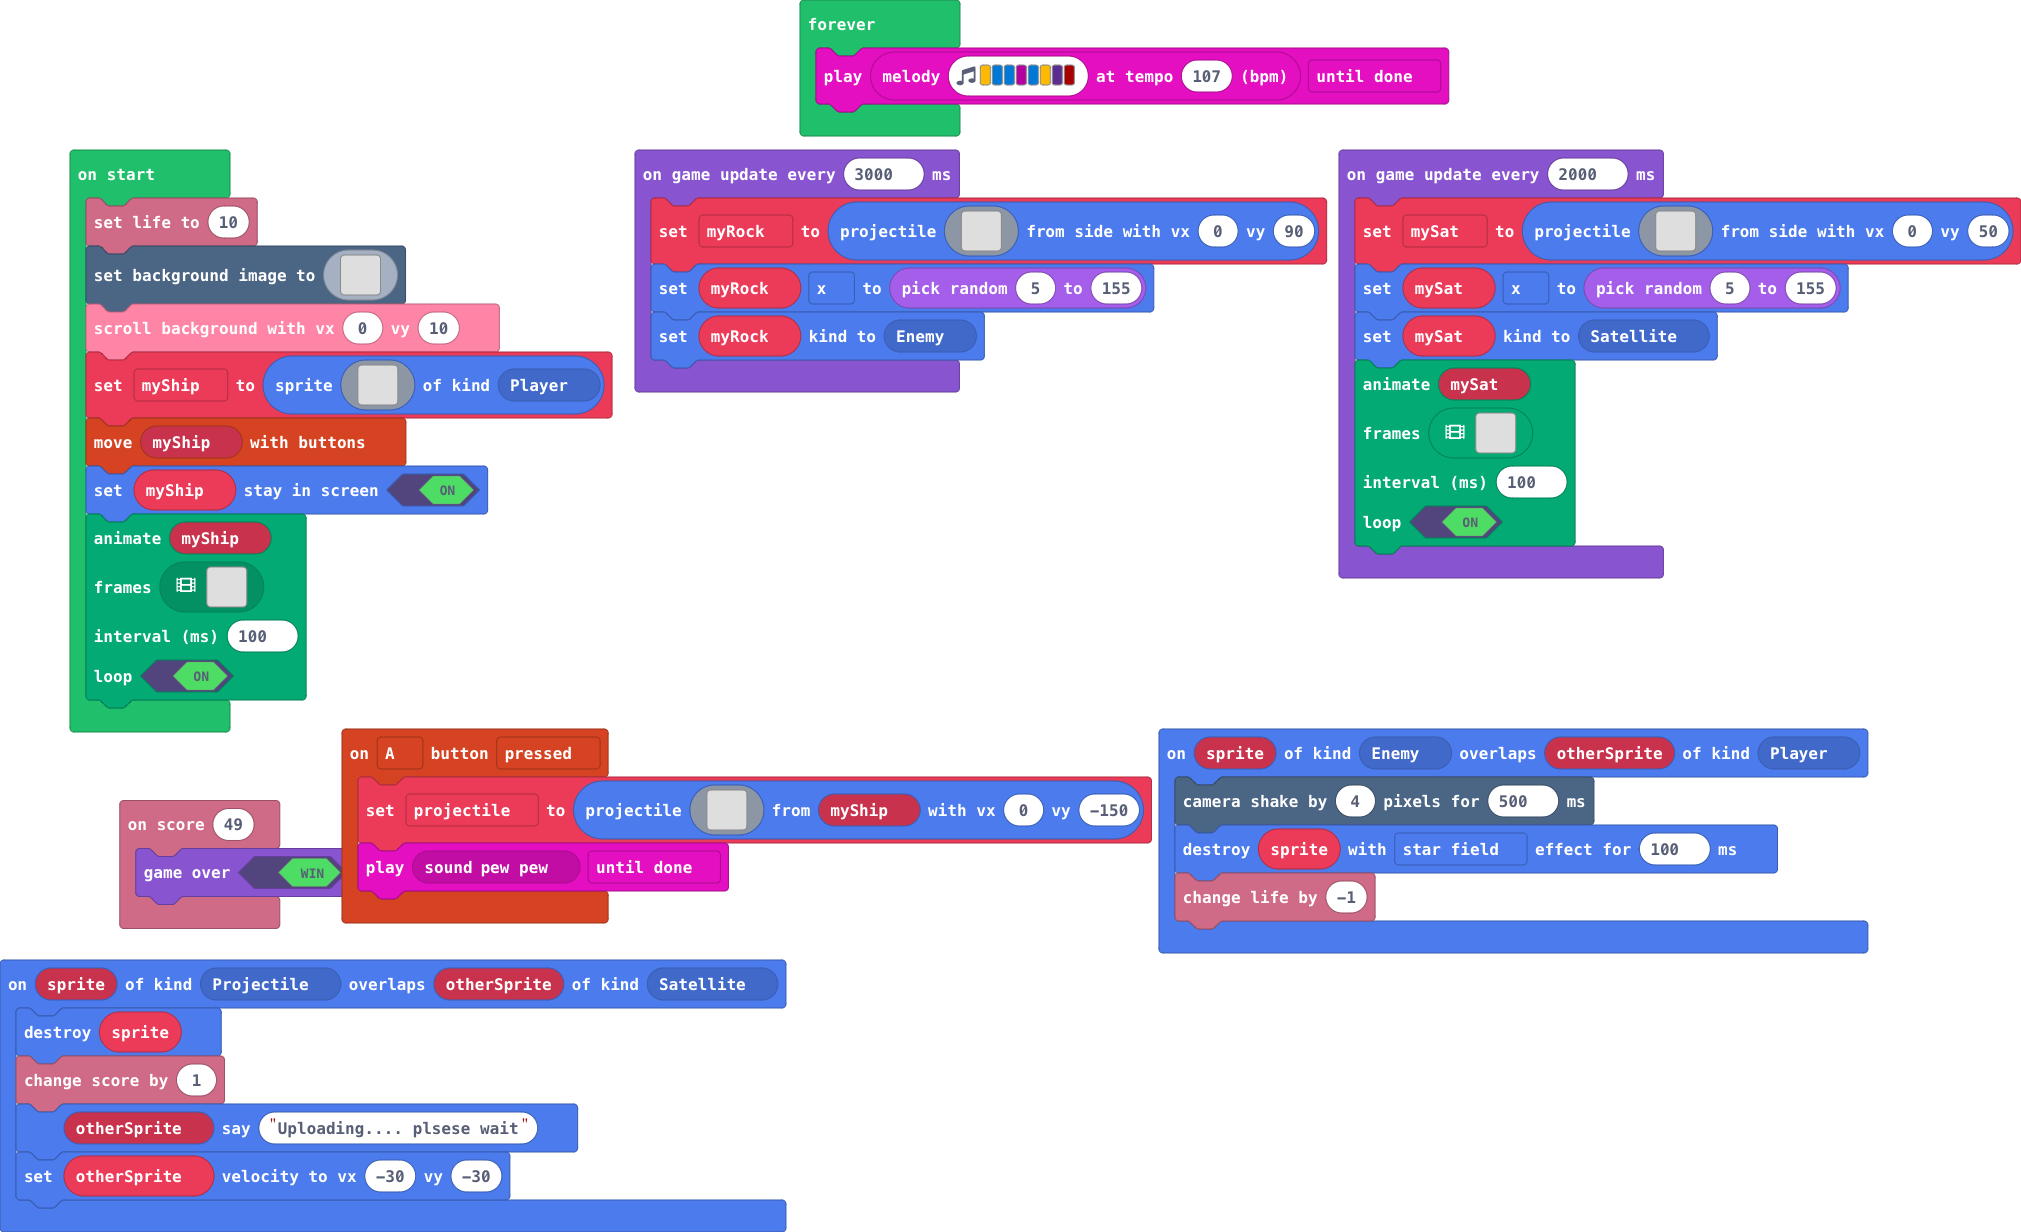 forever
play melody at tempo 107 (bpm) until done
on start
set life to 10
set background image to
scroll background with vx 0 vy 10
set myShip to sprite of kind Player
move myShip with buttons
set myShip stay in screen ON
animate myShip
frames
interval (ms) 100
loop ON
on game update every 3000 ms
set myRock to projectile from side with vx 0 vy 90
set myRock x to pick random 5 to 155
set myRock kind to Enemy
on game update every 2000 ms
set mySat to projectile from side with vx 0 vy 50
set mySat x to pick random 5 to 155
set mySat kind to Satellite
animate mySat
frames
interval (ms) 100
loop ON
on score 49
game over WIN
on A button pressed
set projectile to projectile from myShip with vx 0 vy -150
play sound pew pew until done
on sprite of kind Enemy overlaps otherSprite of kind Player
camera shake by 4 pixels for 500 ms
destroy sprite with star field effect for 100 ms
change life by -1
on sprite of kind Projectile overlaps otherSprite of kind Satellite
destroy sprite
change score by 1
otherSprite say "Uploading.... plsese wait"
set otherSprite velocity to vx -30 vy -30